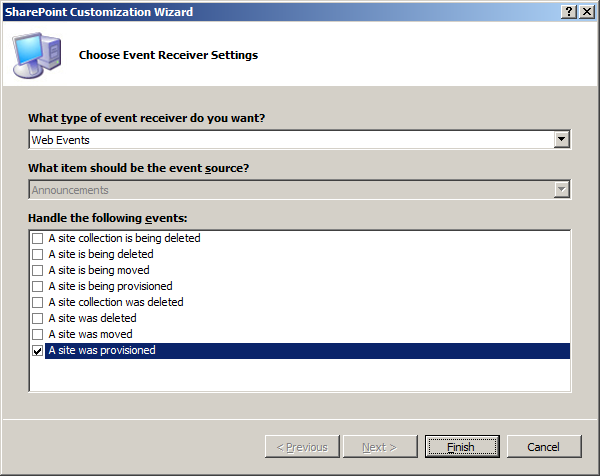 SharePoint Customization Wizard
Choose Event Receiver Settings
What type of event receiver do you want?
Web Events
What item should be the event source?
Announcements
Handle the following events:
A site collection is being deleted
A site is being deleted
A site is being moved
A site is being provisioned
A site collection was deleted
A site was deleted
A site was moved
A site was provisioned
< Previous Next > Finish Cancel